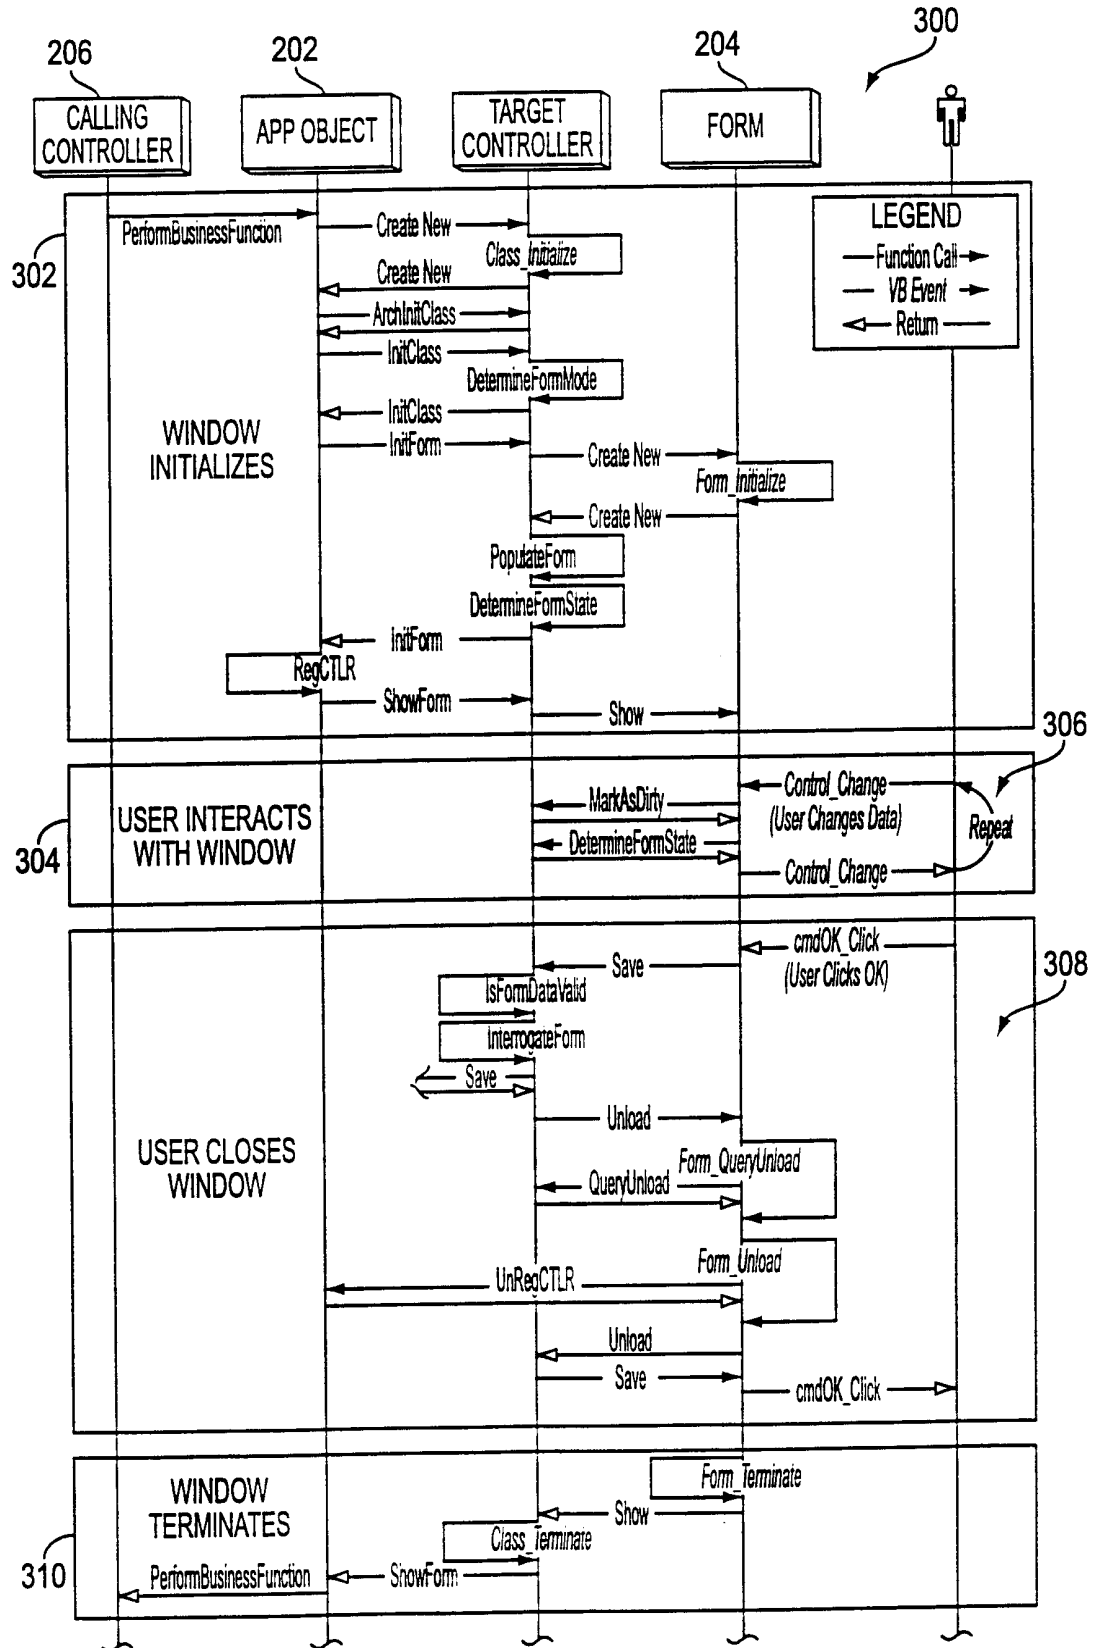 300
206
202
204
CALLING
CONTROLLER
APP OBJECT
TARGET
CONTROLLER
FORM
302
PerformBusinessFunction
Create New
Class_Initialize
Create New
ArchInitClass
InitClass
DetermineFormMode
InitClass
InitForm
Create New
Form_Initialize
Create New
PopulateForm
DetermineFormState
InitForm
RegCTLR
ShowForm
Show
WINDOW
INITIALIZES
LEGEND
Function Call
VB Event
Return
306
304
USER INTERACTS
WITH WINDOW
Control_Change
(User Changes Data)
MarkAsDirty
DetermineFormState
Control_Change
Repeat
308
cmdOK_Click
(User Clicks OK)
Save
IsFormDataValid
InterrogateForm
Save
Unload
USER CLOSES
WINDOW
Form_QueryUnload
QueryUnload
Form_Unload
UnRegCTLR
Unload
Save
cmdOK_Click
310
WINDOW
TERMINATES
Form_Terminate
Show
Class_Terminate
ShowForm
PerformBusinessFunction